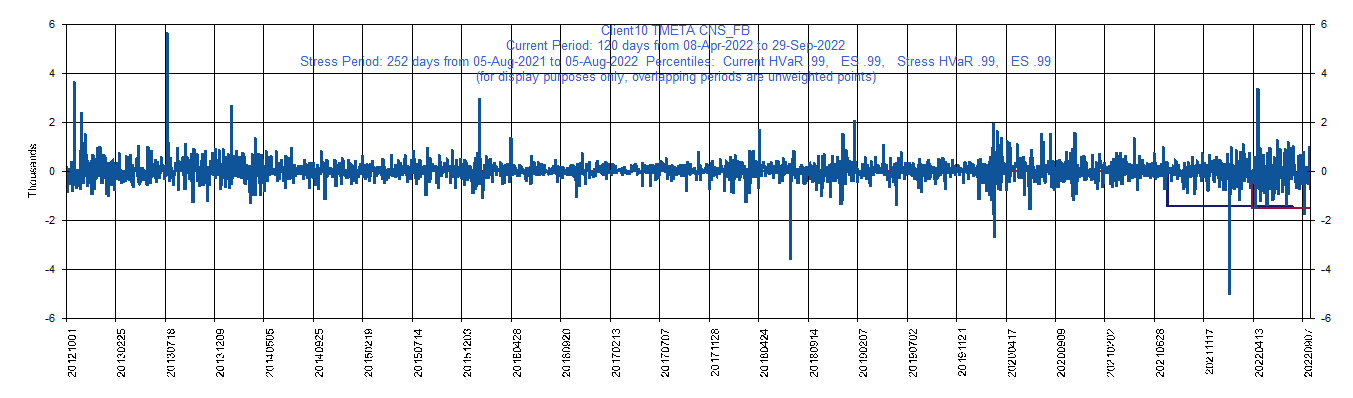 Client10 TMETA CNS_FB
Current Period: 120 days from 08-Apr-2022 to 29-Sep-2022
Stress Period: 252 days from 05-Aug-2021 to 05-Aug-2022 Percentiles: Current HVaR .99, ES .99, Stress HVaR .99, ES .99
(for display purposes only, overlapping periods are unweighted points)
Thousands
6 6
4 4
2 2
0 0
-2 -2
-4 -4
-6 -6
20121001 20130225 20130718 20131209 20140505 20140925 20150219 20150714 20151203 20160428 20160920 20170213 20170707 20171128 20180424 20180914 20190207 20190702 20191121 20200417 20200909 20210202 20210628 20211117 20220413 20220907